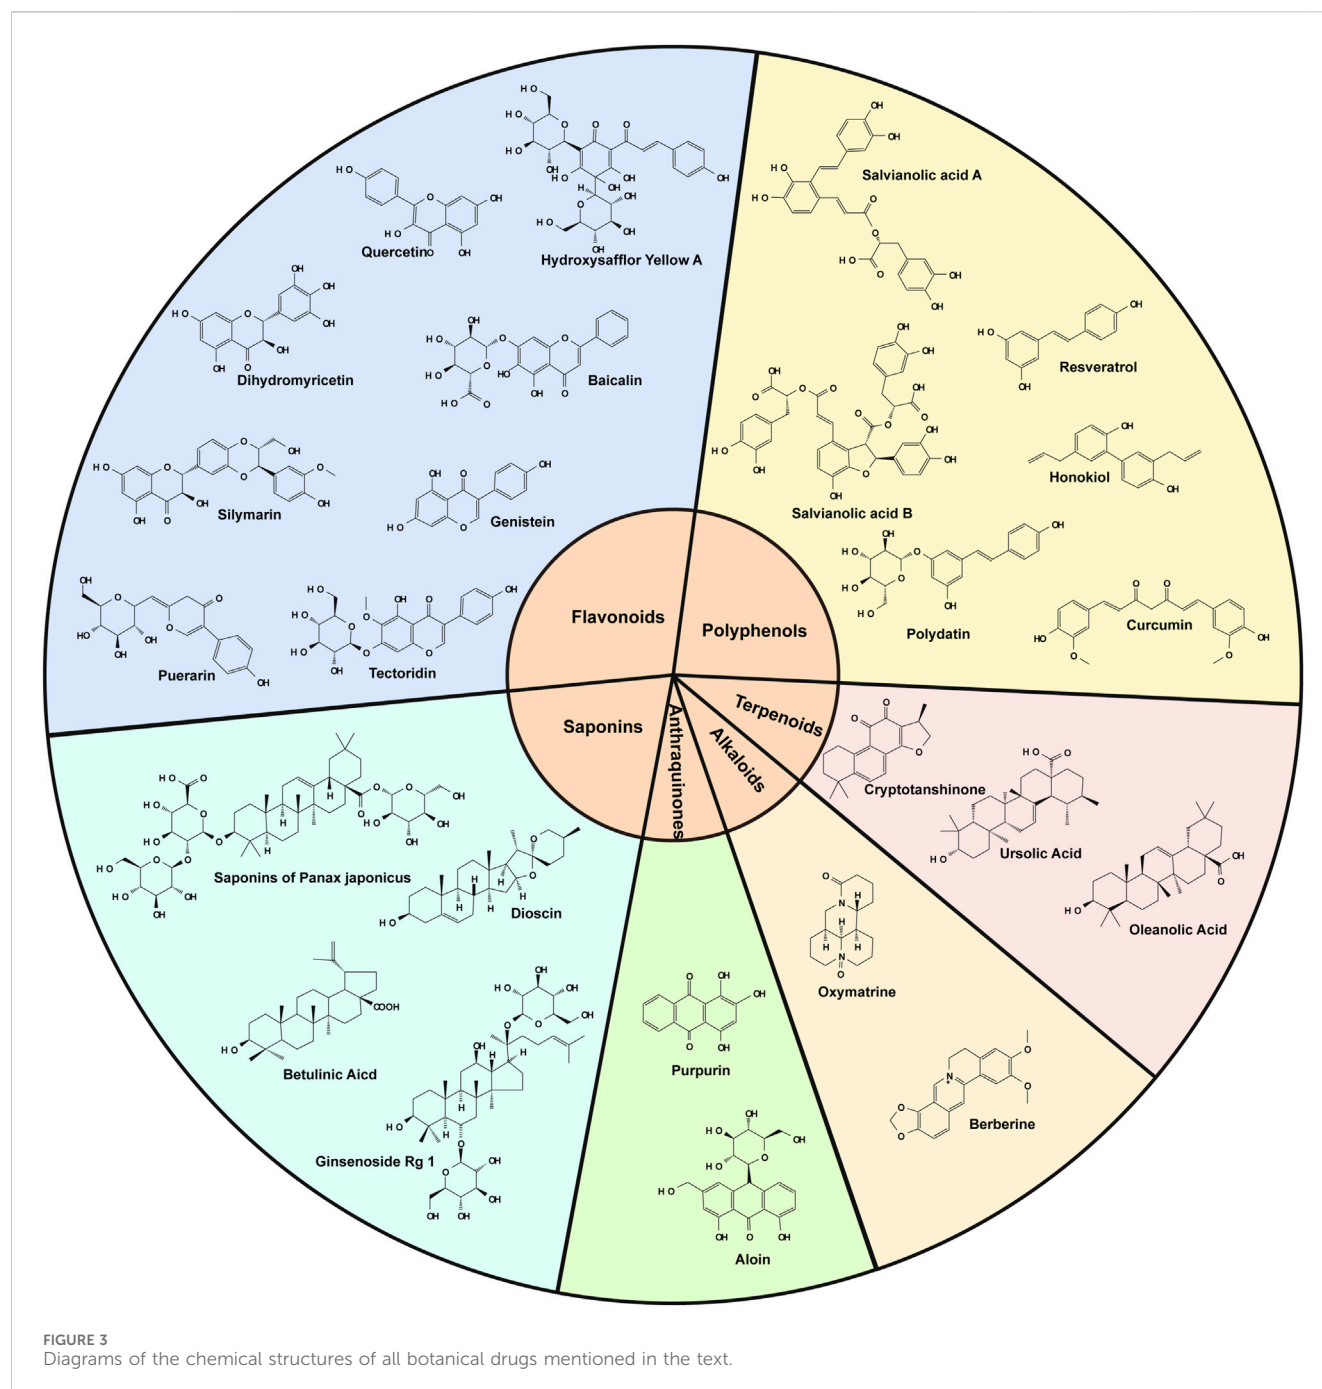 Hydroxysafflor Yellow A
Quercetin
Dihydromyricetin
Baicalin
Silymarin
Genistein
Puerarin
Tectoridin
Flavonoids
Salvianolic acid A
Resveratrol
Honokiol
Salvianolic acid B
Polydatin
Curcumin
Polyphenols
Terpenoids
Cryptotanshinone
Ursolic Acid
Oleanolic Acid
Alkaloids
Oxymatrine
Berberine
Anthraquinones
Purpurin
Aloin
Saponins
Saponins of Panax japonicus
Dioscin
Betulinic Aicd
COOH
Ginsenoside Rg 1
FIGURE 3
Diagrams of the chemical structures of all botanical drugs mentioned in the text.